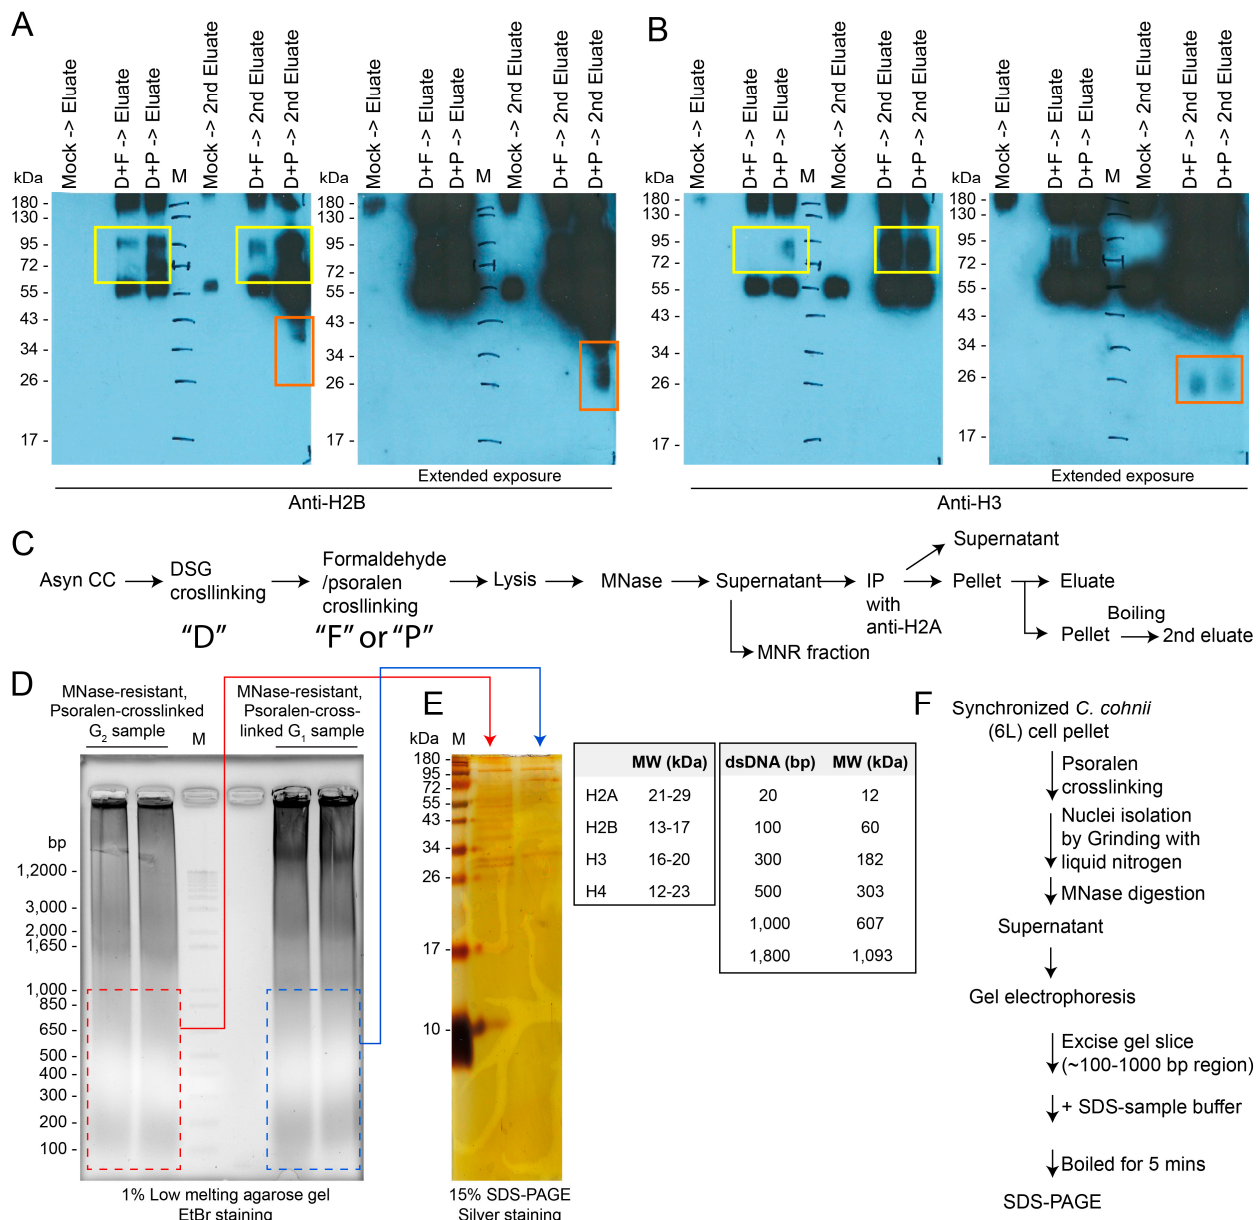 A
B
Mock -> Eluate
D+F -> Eluate
D+P -> Eluate
M
Mock -> 2nd Eluate
D+F -> 2nd Eluate
D+P -> 2nd Eluate
Mock -> Eluate
D+F -> Eluate
D+P -> Eluate
M
Mock -> 2nd Eluate
D+F -> 2nd Eluate
D+P -> 2nd Eluate
Mock -> Eluate
D+F -> Eluate
D+P -> Eluate
M
Mock -> 2nd Eluate
D+F -> 2nd Eluate
D+P -> 2nd Eluate
Mock -> Eluate
D+F -> Eluate
D+P -> Eluate
M
Mock -> 2nd Eluate
D+F -> 2nd Eluate
D+P -> 2nd Eluate
kDa
180 -
130 -
95 -
72 -
55 -
43 -
34 -
26 -
17 -
kDa
180 -
130 -
95 -
72 -
55 -
43 -
34 -
26 -
17 -
kDa
180 -
130 -
95 -
72 -
55 -
43 -
34 -
26 -
17 -
kDa
180 -
130 -
95 -
72 -
55 -
43 -
34 -
26 -
17 -
Extended exposure
Extended exposure
Anti-H2B
Anti-H3
C
Asyn CC
DSG
crosllinking
"D"
Formaldehyde
/psoralen
crosllinking
"F" or "P"
Lysis
MNase
Supernatant
MNR fraction
IP
with
anti-H2A
Supernatant
Pellet
Eluate
Pellet
Boiling
2nd eluate
D
MNase-resistant,
Psoralen-crosslinked
G2 sample
M
MNase-resistant,
Psoralen-cross-
linked G1 sample
bp
1,2000 -
3,000 -
2,000 -
1,650 -
1,000 -
850 -
650 -
500 -
400 -
300 -
200 -
100 -
1% Low melting agarose gel
EtBr staining
E
kDa M
180 -
95 -
72 -
55 -
43 -
34 -
26 -
17 -
10 -
15% SDS-PAGE
Silver staining
MW (kDa)
H2A 21-29
H2B 13-17
H3 16-20
H4 12-23
dsDNA (bp) MW (kDa)
20 12
100 60
300 182
500 303
1,000 607
1,800 1,093
F
Synchronized C. cohnii
(6L) cell pellet
Psoralen
crosslinking
Nuclei isolation
by Grinding with
liquid nitrogen
MNase digestion
Supernatant
Gel electrophoresis
Excise gel slice
(~100-1000 bp region)
+ SDS-sample buffer
Boiled for 5 mins
SDS-PAGE